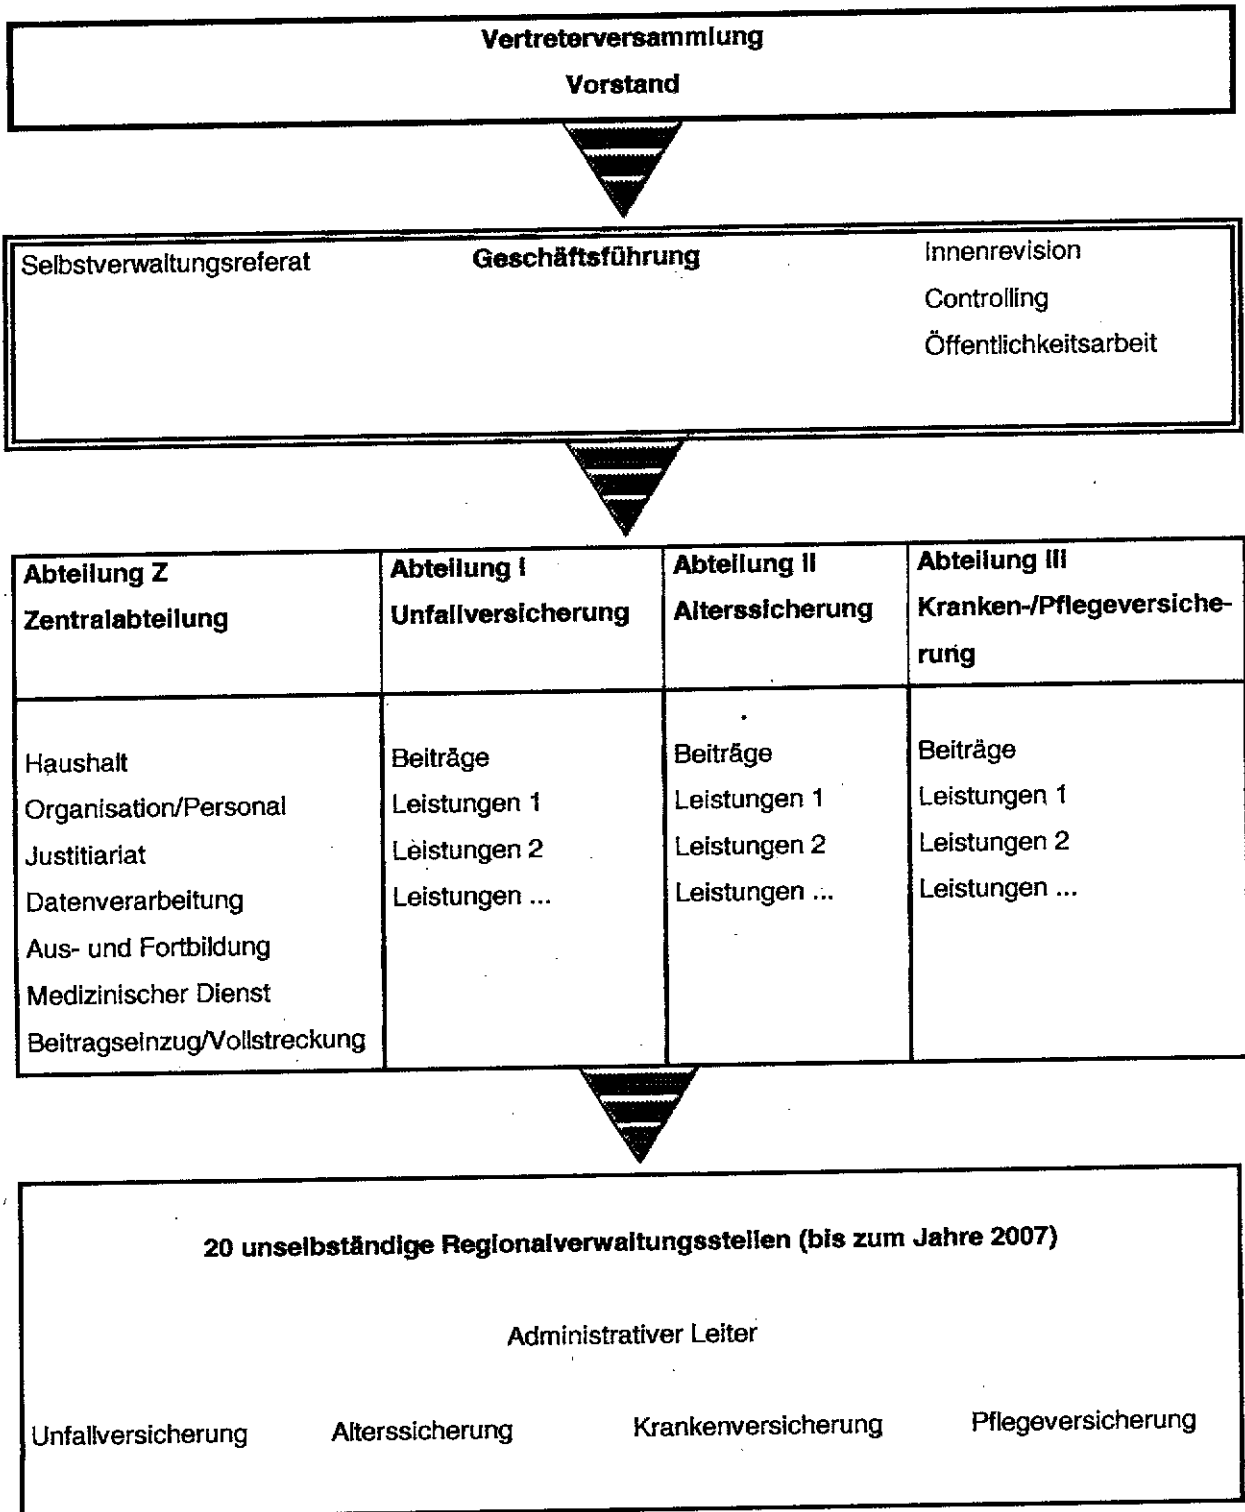 Vertreterversammlung
Vorstand
Selbstverwaltungsreferat
Geschäftsführung
Innenrevision
Controlling
Öffentlichkeitsarbeit
Abteilung Z
Zentralabteilung
Abteilung I
Unfallversicherung
Abteilung II
Alterssicherung
Abteilung III
Kranken-/Pflegeversiche-
rung
Haushalt
Organisation/Personal
Justitiariat
Datenverarbeitung
Aus- und Fortbildung
Medizinischer Dienst
Beitragseinzug/Vollstreckung
Beiträge
Leistungen 1
Leistungen 2
Leistungen ...
Beiträge
Leistungen 1
Leistungen 2
Leistungen ...
Beiträge
Leistungen 1
Leistungen 2
Leistungen ...
20 unselbständige Regionalverwaltungsstellen (bis zum Jahre 2007)
Administrativer Leiter
Unfallversicherung Alterssicherung Krankenversicherung Pflegeversicherung